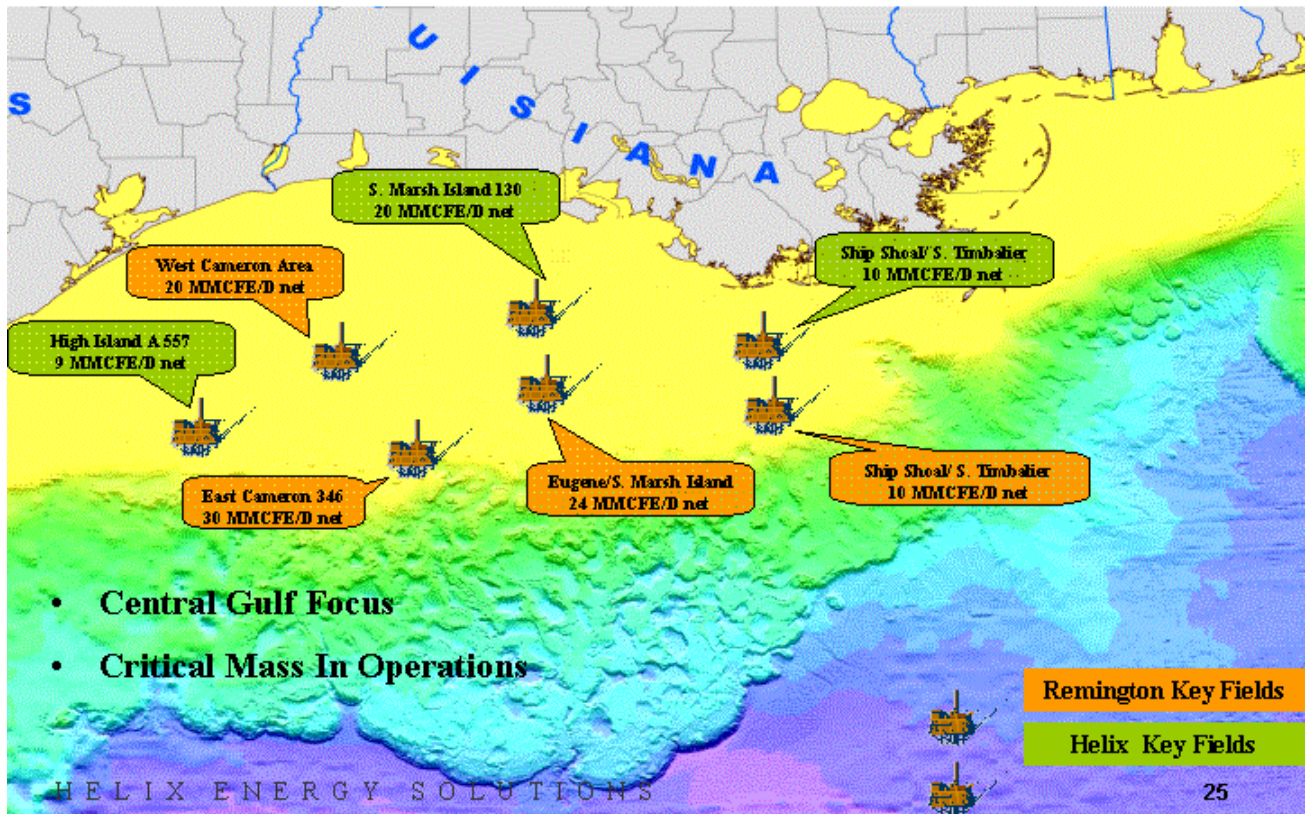 S
UISIANA
S. Marsh Island 130
20 MMCFE/D net
West Cameron Area
20 MMCFE/D net
Ship Shoal/ S. Timbalier
10 MMCFE/D net
High Island A 557
9 MMCFE/D net
East Cameron 346
30 MMCFE/D net
Eugene/S. Marsh Island
24 MMCFE/D net
Ship Shoal/ S. Timbalier
10 MMCFE/D net
• Central Gulf Focus
• Critical Mass In Operations
Remington Key Fields
Helix Key Fields
HELIX ENERGY SOLUTIONS
25